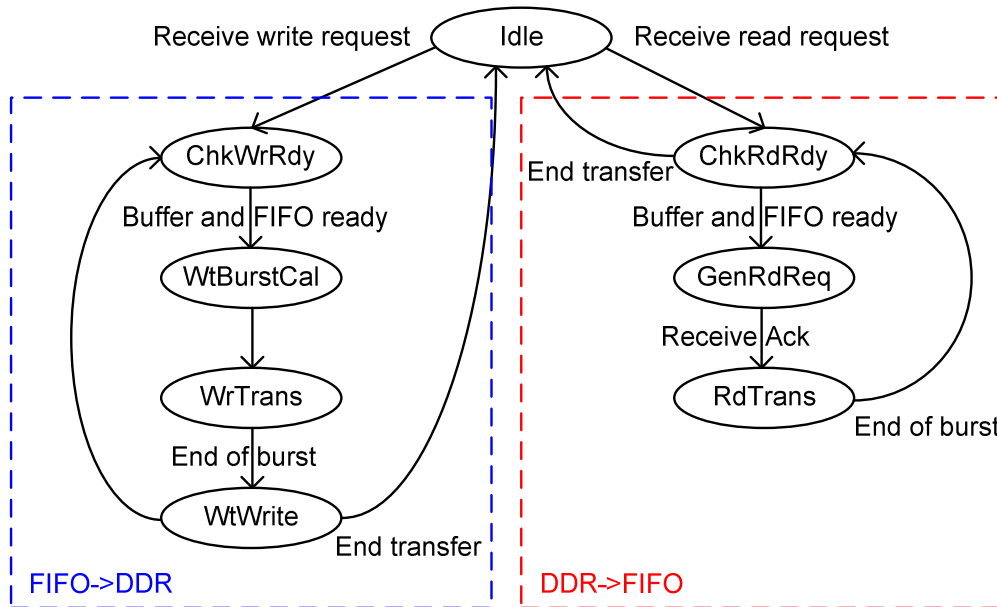 Receive write request
Idle
Receive read request
ChkWrRdy
Buffer and FIFO ready
WtBurstCal
WrTrans
End of burst
WtWrite
End transfer
FIFO->DDR
ChkRdRdy
End transfer
Buffer and FIFO ready
GenRdReq
Receive Ack
RdTrans
End of burst
DDR->FIFO